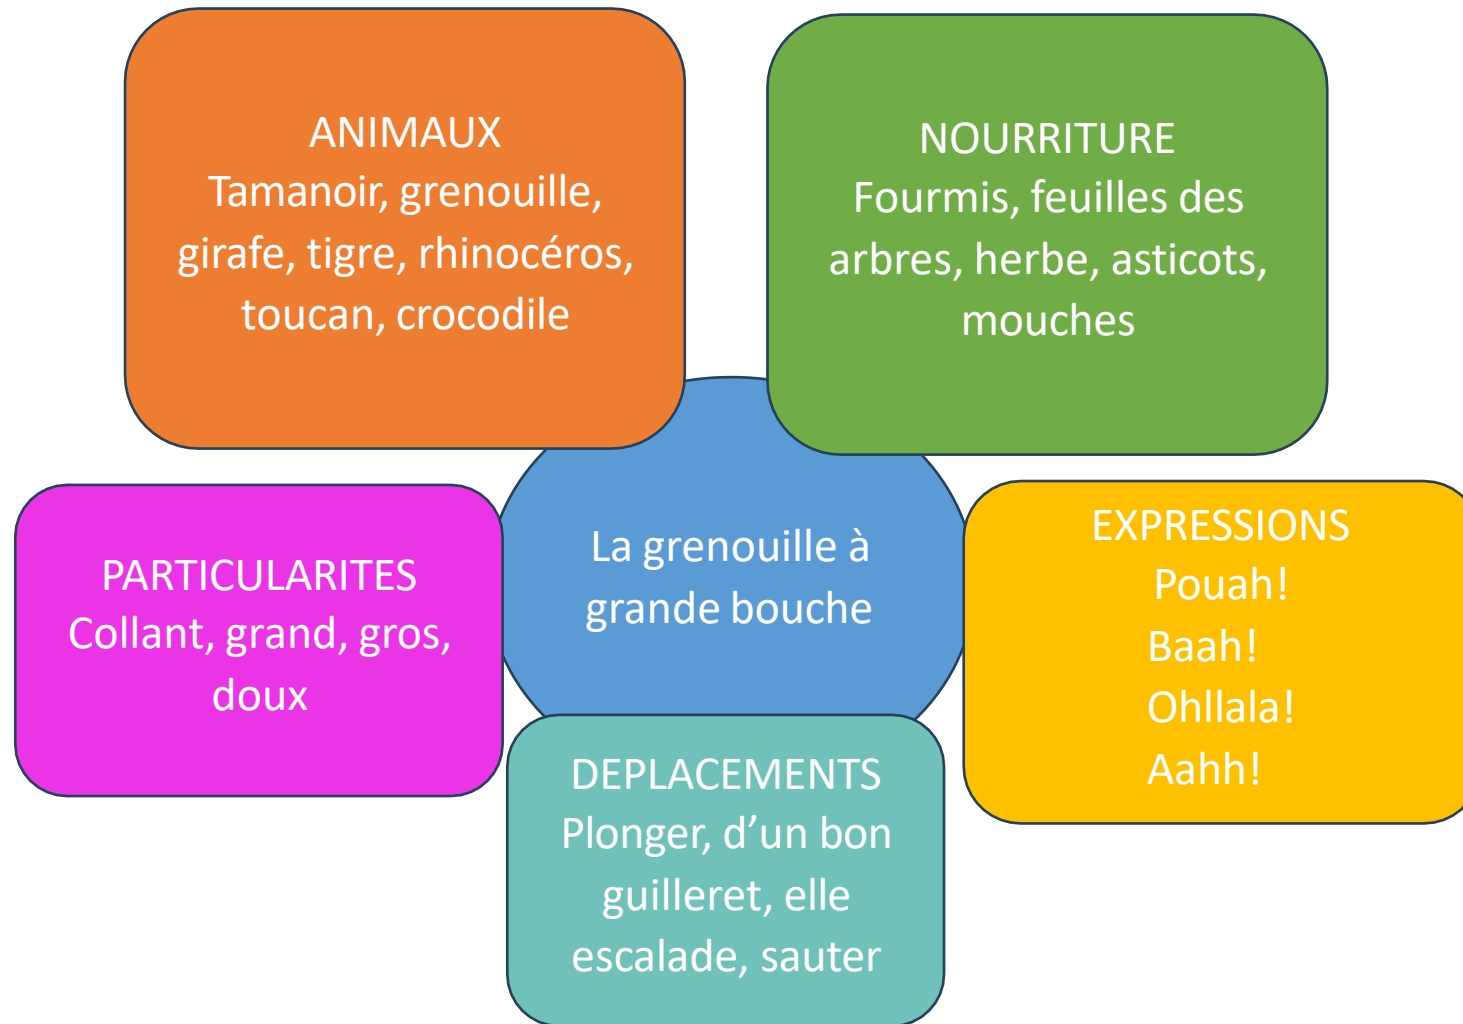 ANIMAUX
Tamanoir, grenouille,
girafe, tigre, rhinocéros,
toucan, crocodile
NOURRITURE
Fourmis, feuilles des
arbres, herbe, asticots,
mouches
PARTICULARITES
Collant, grand, gros,
doux
La grenouille à
grande bouche
EXPRESSIONS
Pouah!
Baah!
Ohllala!
Aahh!
DEPLACEMENTS
Plonger, d’un bon
guilleret, elle
escalade, sauter